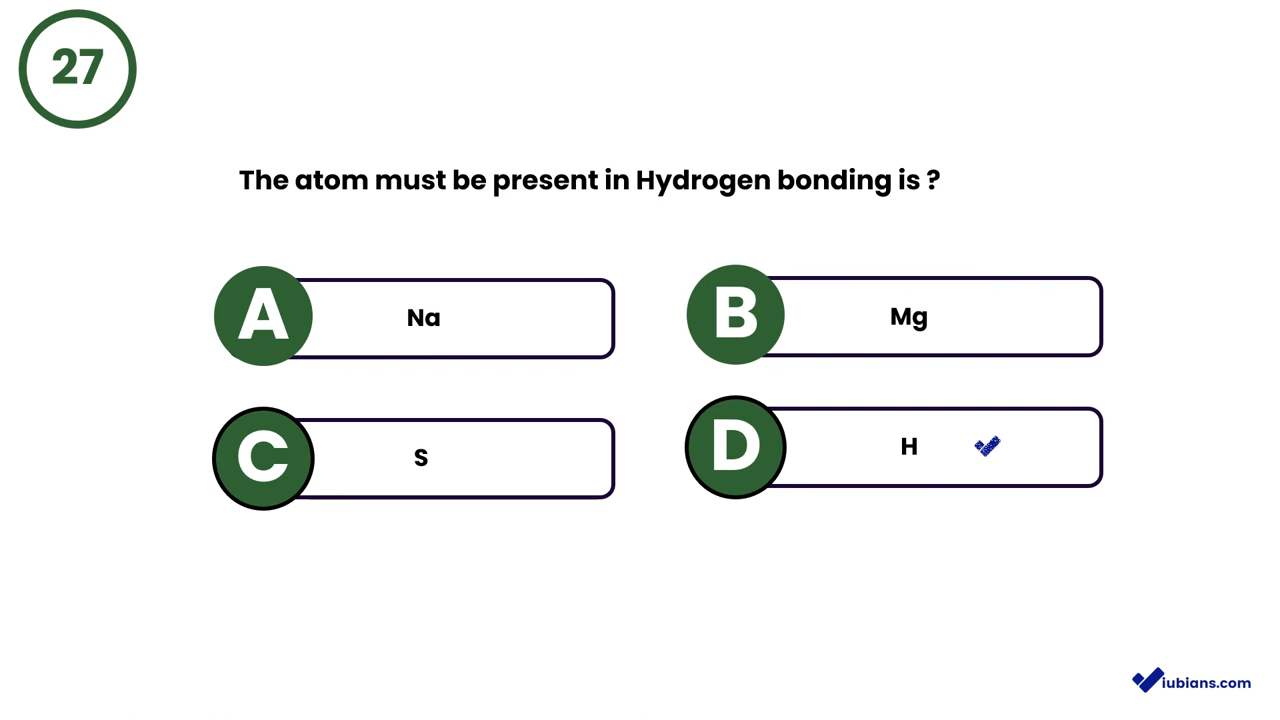 27
The atom must be present in Hydrogen bonding is ?
A Na
B Mg
C S
D H
iubians.com